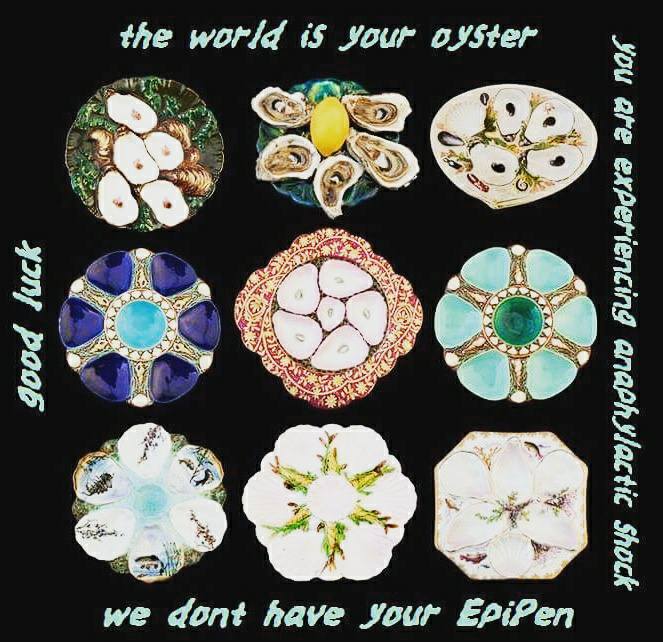 the world is your oyster
you are experiencing anaphylactic shock
we dont have your EpiPen
good luck